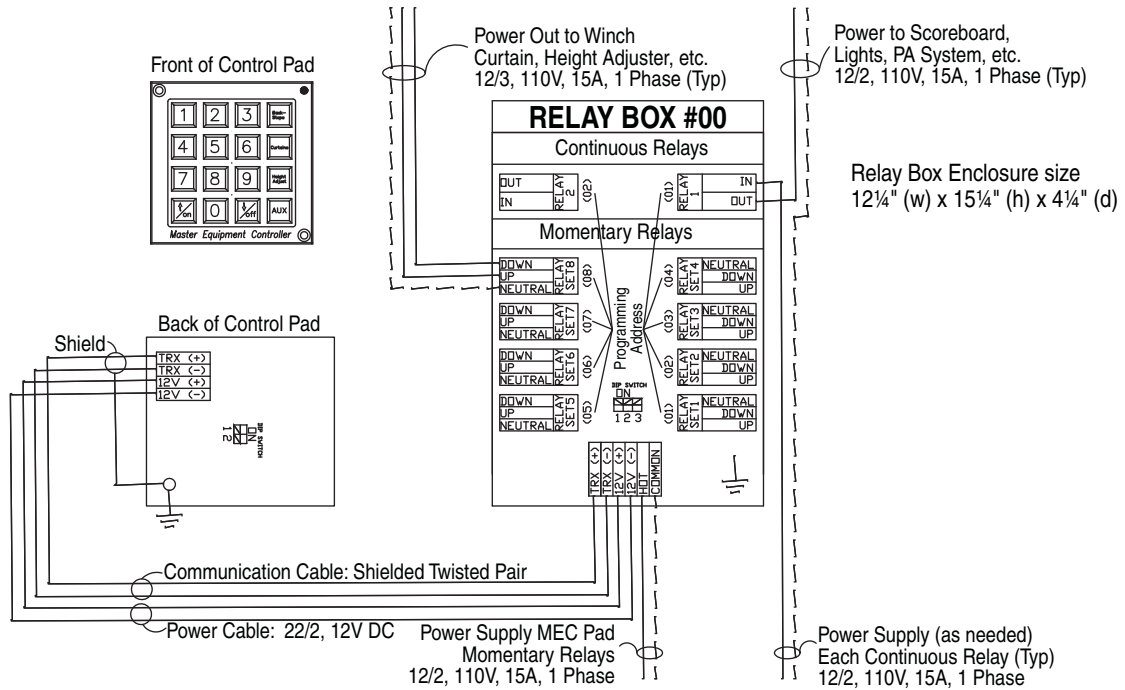 Power Out to Winch
Curtain, Height Adjuster, etc.
12/3, 110V, 15A, 1 Phase (Typ)
Power to Scoreboard,
Lights, PA System, etc.
12/2, 110V, 15A, 1 Phase (Typ)
Front of Control Pad
1 2 3 Back-Stops
4 5 6 Curtains
7 8 9 Height Adjust
/on 0 /off AUX
Master Equipment Controller
RELAY BOX #00
Continuous Relays
OUT
IN
RELAY 2
(02)
(01)
RELAY 1
IN
OUT
Relay Box Enclosure size
12¼" (w) x 15¼" (h) x 4¼" (d)
Momentary Relays
DOWN
UP
NEUTRAL
RELAY SET8
(08)
(04)
RELAY SET4
NEUTRAL
DOWN
UP
DOWN
UP
NEUTRAL
RELAY SET7
(07)
(03)
RELAY SET3
NEUTRAL
DOWN
UP
DOWN
UP
NEUTRAL
RELAY SET6
(06)
(02)
RELAY SET2
NEUTRAL
DOWN
UP
DOWN
UP
NEUTRAL
RELAY SET5
(05)
(01)
RELAY SET1
NEUTRAL
DOWN
UP
Programming
Address
DIP SWITCH
ON
1 2 3
TRX (+)
TRX (-)
12V (+)
12V (-)
HOT
COMMON
Back of Control Pad
Shield
TRX (+)
TRX (-)
12V (+)
12V (-)
1 2
ON
DIP SWITCH
Communication Cable: Shielded Twisted Pair
Power Cable: 22/2, 12V DC
Power Supply MEC Pad
Momentary Relays
12/2, 110V, 15A, 1 Phase
Power Supply (as needed)
Each Continuous Relay (Typ)
12/2, 110V, 15A, 1 Phase